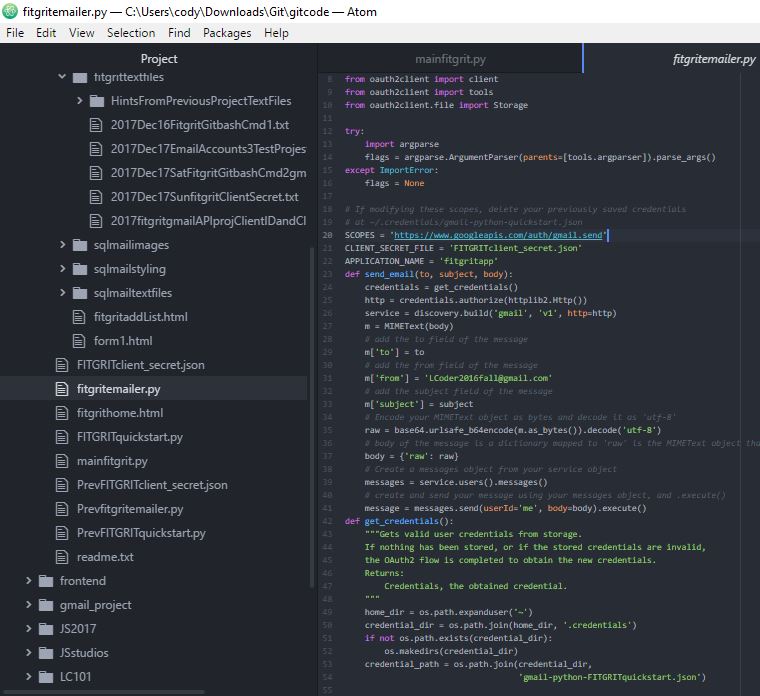 fitgritemailer.py — C:\Users\cody\Downloads\Git\gitcode — Atom
File Edit View Selection Find Packages Help
Project
fitgrittextfiles
HintsFromPreviousProjectTextFiles
2017Dec16FitgritGitbashCmd1.txt
2017Dec17EmailAccounts3TestProjes
2017Dec17SatFitgritGitbashCmd2gm
2017Dec17SunfitgritClientSecret.txt
2017fitgritgmailAPIprojClientIDandCl
sqlmailimages
sqlmailstyling
sqlmailtextfiles
fitgritaddList.html
form1.html
FITGRITclient_secret.json
fitgritemailer.py
fitgrithome.html
FITGRITquickstart.py
mainfitgrit.py
PrevFITGRITclient_secret.json
Prevfitgritemailer.py
PrevFITGRITquickstart.py
readme.txt
frontend
gmail_project
JS2017
JSstudios
LC101
mainfitgrit.py
fitgritemailer.py
8 from oauth2client import client
9 from oauth2client import tools
10 from oauth2client.file import Storage
11
12 try:
13 import argparse
14 flags = argparse.ArgumentParser(parents=[tools.argparser]).parse_args()
15 except ImportError:
16 flags = None
17
18 # If modifying these scopes, delete your previously saved credentials
19 # at ~/.credentials/gmail-python-quickstart.json
20 SCOPES = 'https://www.googleapis.com/auth/gmail.send'
21 CLIENT_SECRET_FILE = 'FITGRITclient_secret.json'
22 APPLICATION_NAME = 'fitgritapp'
23 def send_email(to, subject, body):
24 credentials = get_credentials()
25 http = credentials.authorize(httplib2.Http())
26 service = discovery.build('gmail', 'v1', http=http)
27 m = MIMEText(body)
28 # add the to field of the message
29 m['to'] = to
30 # add the from field of the message
31 m['from'] = 'LCoder2016fall@gmail.com'
32 # add the subject field of the message
33 m['subject'] = subject
34 # Encode your MIMEText object as bytes and decode it as 'utf-8'
35 raw = base64.urlsafe_b64encode(m.as_bytes()).decode('utf-8')
36 # body of the message is a dictionary mapped to 'raw' is the MIMEText object tha
37 body = {'raw': raw}
38 # Create a messages object from your service object
39 messages = service.users().messages()
40 # create and send your message using your messages object, and .execute()
41 message = messages.send(userId='me', body=body).execute()
42 def get_credentials():
43 """Gets valid user credentials from storage.
44 If nothing has been stored, or if the stored credentials are invalid,
45 the OAuth2 flow is completed to obtain the new credentials.
46 Returns:
47 Credentials, the obtained credential.
48 """
49 home_dir = os.path.expanduser('~')
50 credential_dir = os.path.join(home_dir, '.credentials')
51 if not os.path.exists(credential_dir):
52 os.makedirs(credential_dir)
53 credential_path = os.path.join(credential_dir,
54 'gmail-python-FITGRITquickstart.json')
55